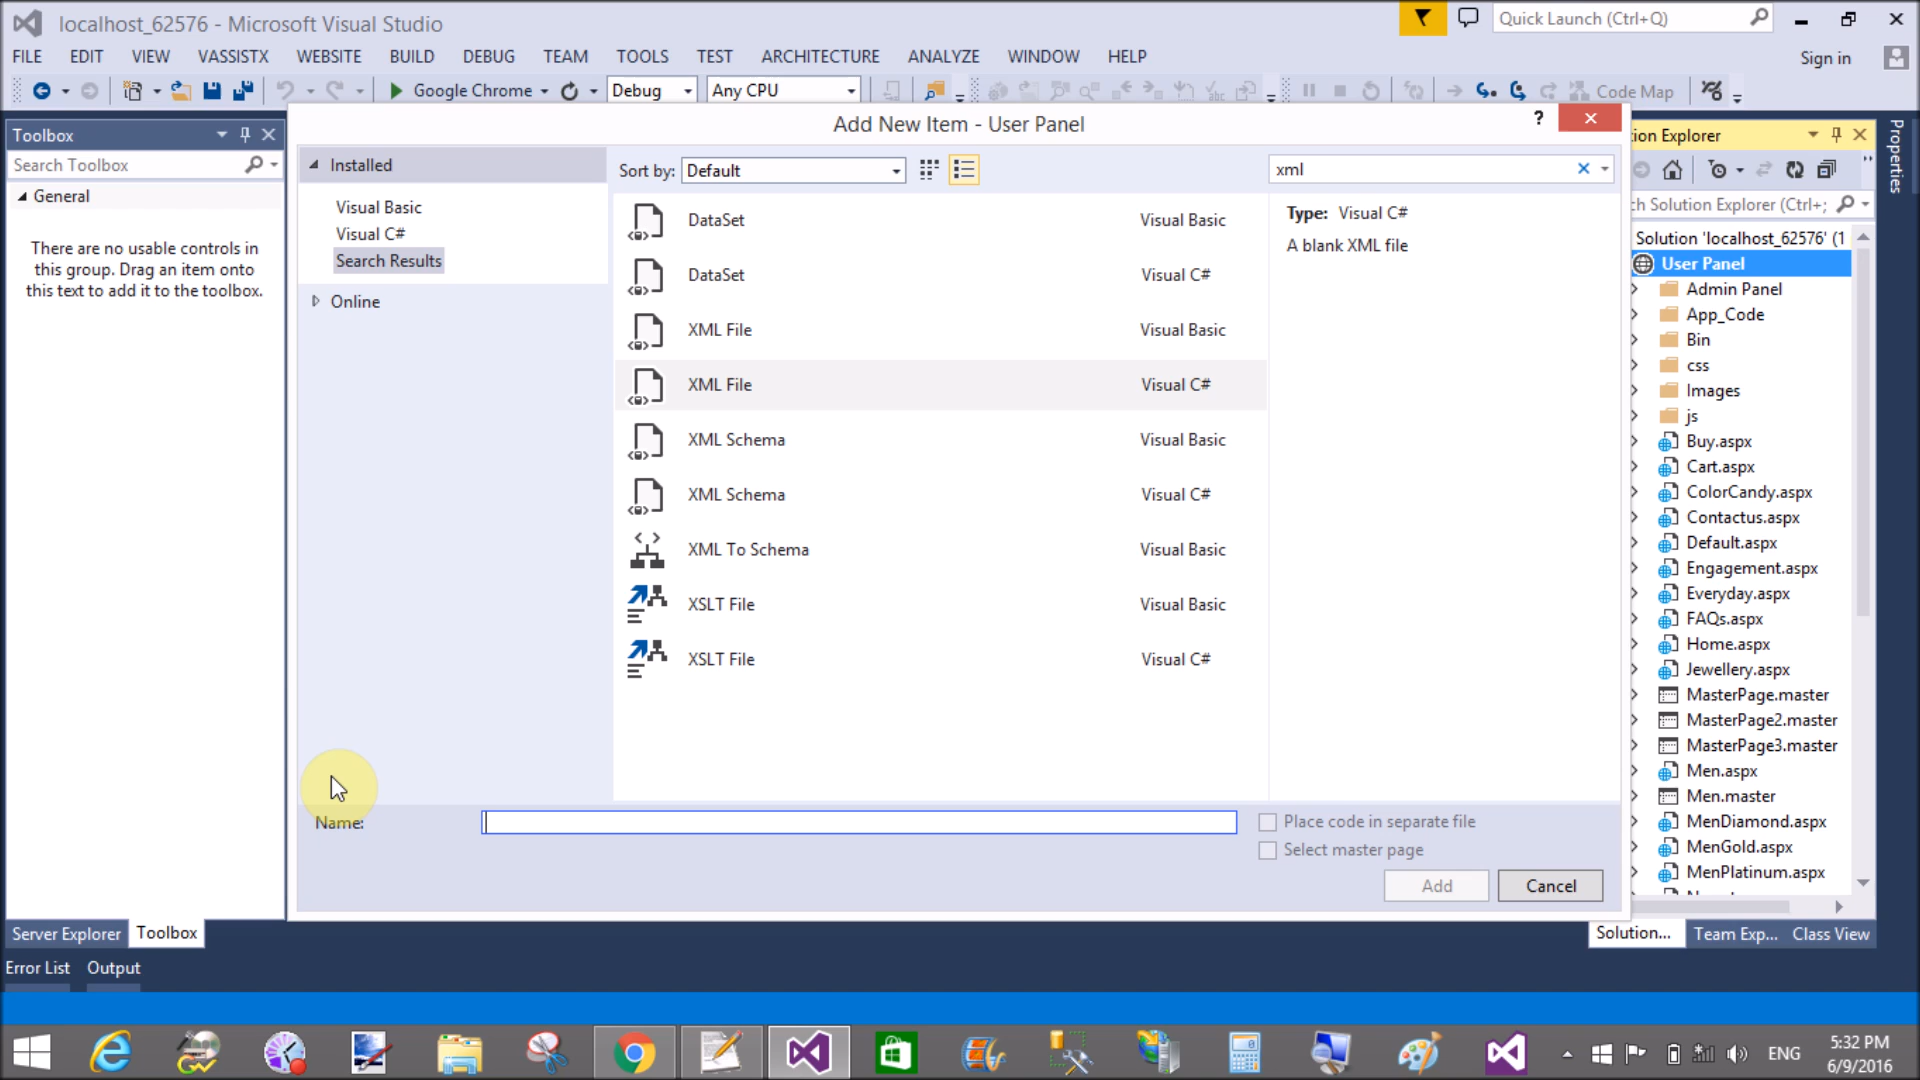 localhost_62576 - Microsoft Visual Studio
Quick Launch (Ctrl+Q)
FILE EDIT VIEW VASSISTX WEBSITE BUILD DEBUG TEAM TOOLS TEST ARCHITECTURE ANALYZE WINDOW HELP
Sign in
Google Chrome Debug Any CPU Code Map
Toolbox
Search Toolbox
General
There are no usable controls in
this group. Drag an item onto
this text to add it to the toolbox.
Add New Item - User Panel
?
Installed
Visual Basic
Visual C#
Search Results
Online
Sort by: Default
xml
DataSet Visual Basic
DataSet Visual C#
XML File Visual Basic
XML File Visual C#
XML Schema Visual Basic
XML Schema Visual C#
XML To Schema Visual Basic
XSLT File Visual Basic
XSLT File Visual C#
Type: Visual C#
A blank XML file
Name:
Place code in separate file
Select master page
Add Cancel
tion Explorer
ch Solution Explorer (Ctrl+;
Solution 'localhost_62576' (1
User Panel
Admin Panel
App_Code
Bin
css
Images
js
Buy.aspx
Cart.aspx
ColorCandy.aspx
Contactus.aspx
Default.aspx
Engagement.aspx
Everyday.aspx
FAQs.aspx
Home.aspx
Jewellery.aspx
MasterPage.master
MasterPage2.master
MasterPage3.master
Men.aspx
Men.master
MenDiamond.aspx
MenGold.aspx
MenPlatinum.aspx
Properties
Server Explorer Toolbox
Solution... Team Exp... Class View
Error List Output
ENG
5:32 PM
6/9/2016